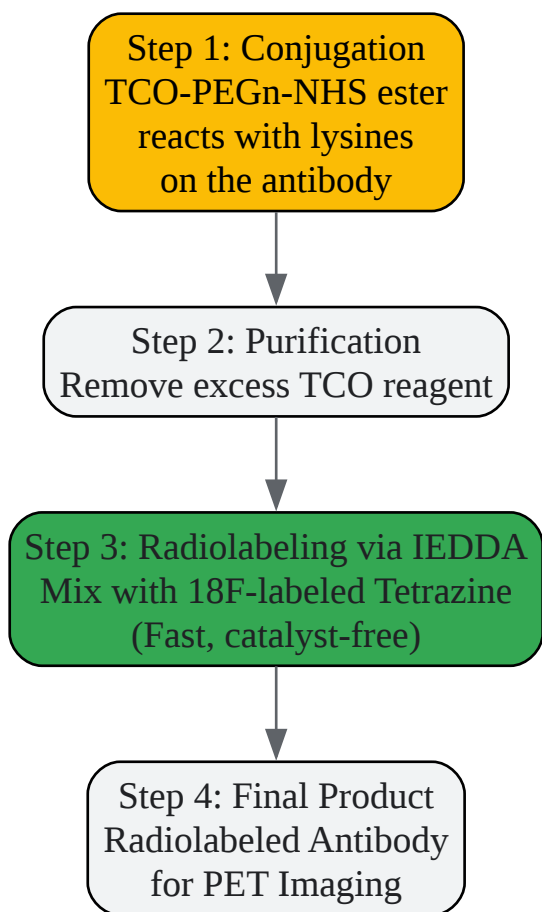 Step 1: Conjugation
TCO-PEGn-NHS ester
reacts with lysines
on the antibody
Step 2: Purification
Remove excess TCO reagent
Step 3: Radiolabeling via IEDDA
Mix with 18F-labeled Tetrazine
(Fast, catalyst-free)
Step 4: Final Product
Radiolabeled Antibody
for PET Imaging